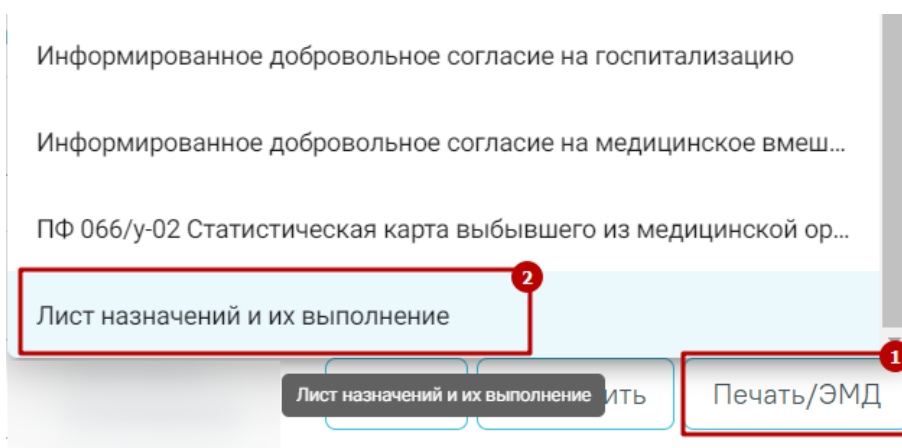 Информированное добровольное согласие на госпитализацию
Информированное добровольное согласие на медицинское вмеш...
ПФ 066/у-02 Статистическая карта выбывшего из медицинской ор...
2
Лист назначений и их выполнение
1
Лист назначений и их выполнение
ить
Печать/ЭМД